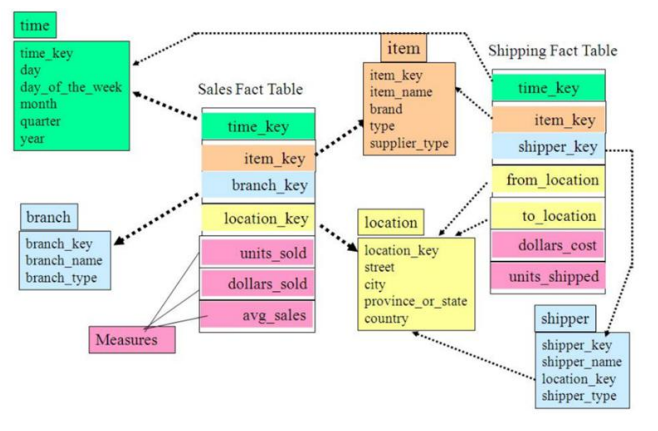 time
time_key
day
day_of_the_week
month
quarter
year
Sales Fact Table
time_key
item_key
branch_key
location_key
units_sold
dollars_sold
avg_sales
Measures
branch
branch_key
branch_name
branch_type
item
item_key
item_name
brand
type
supplier_type
location
location_key
street
city
province_or_state
country
Shipping Fact Table
time_key
item_key
shipper_key
from_location
to_location
dollars_cost
units_shipped
shipper
shipper_key
shipper_name
location_key
shipper_type